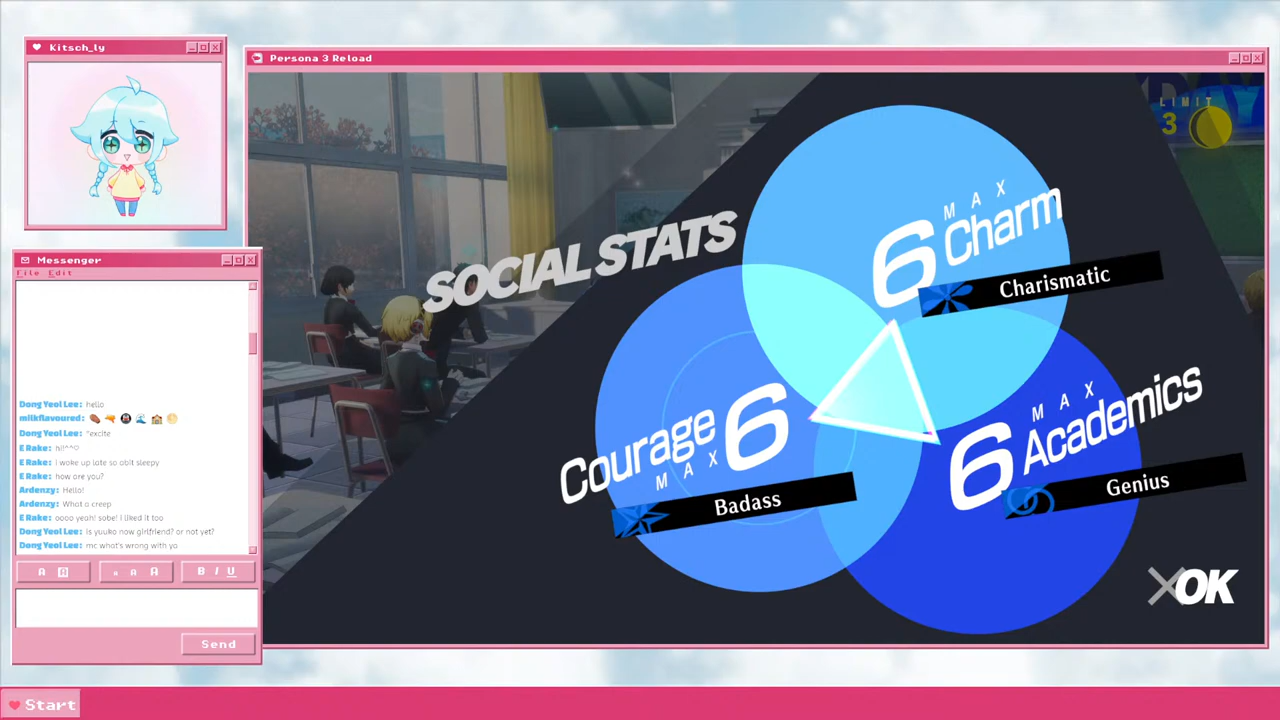 Kitsch_ly
Persona 3 Reload
LIMIT
3
SOCIAL STATS
MAX
6 Charm
Charismatic
Courage 6
MAX
Badass
MAX
6 Academics
Genius
OK
Messenger
File Edit
Dong Yeol Lee: hello
milkflavoured:
Dong Yeol Lee: *excite
E Rake: hi!^^♡
E Rake: i woke up late so abit sleepy
E Rake: how are you?
Ardenzy: Hello!
Ardenzy: What a creep
E Rake: oooo yeah! sobe! I liked it too
Dong Yeol Lee: is yuuko now girlfriend? or not yet?
Dong Yeol Lee: mc what's wrong with yo
A A
a A A
B I U
Send
Start